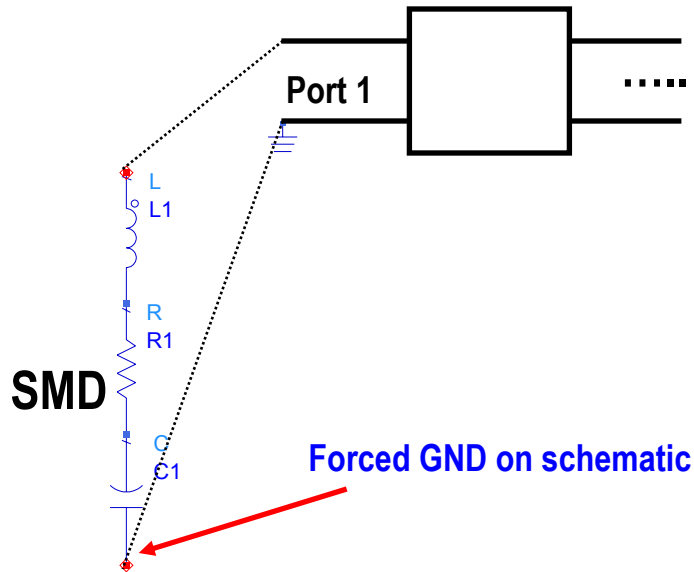 Port 1
L
L1
R
R1
SMD
C
C1
Forced GND on schematic